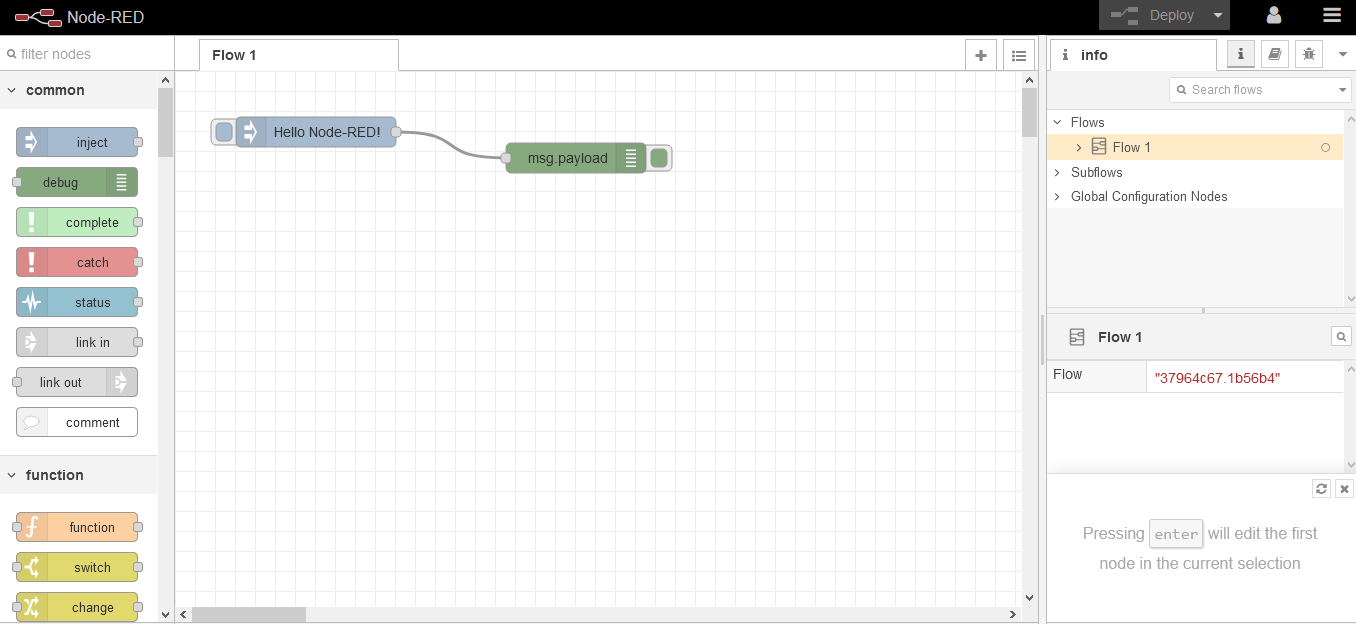 Node-RED
Deploy
filter nodes
Flow 1
info
common
Search flows
inject
debug
complete
catch
status
link in
link out
comment
function
function
switch
change
Hello Node-RED!
msg.payload
Flows
Flow 1
Subflows
Global Configuration Nodes
Flow 1
Flow
"37964c67.1b56b4"
Pressing enter will edit the first
node in the current selection